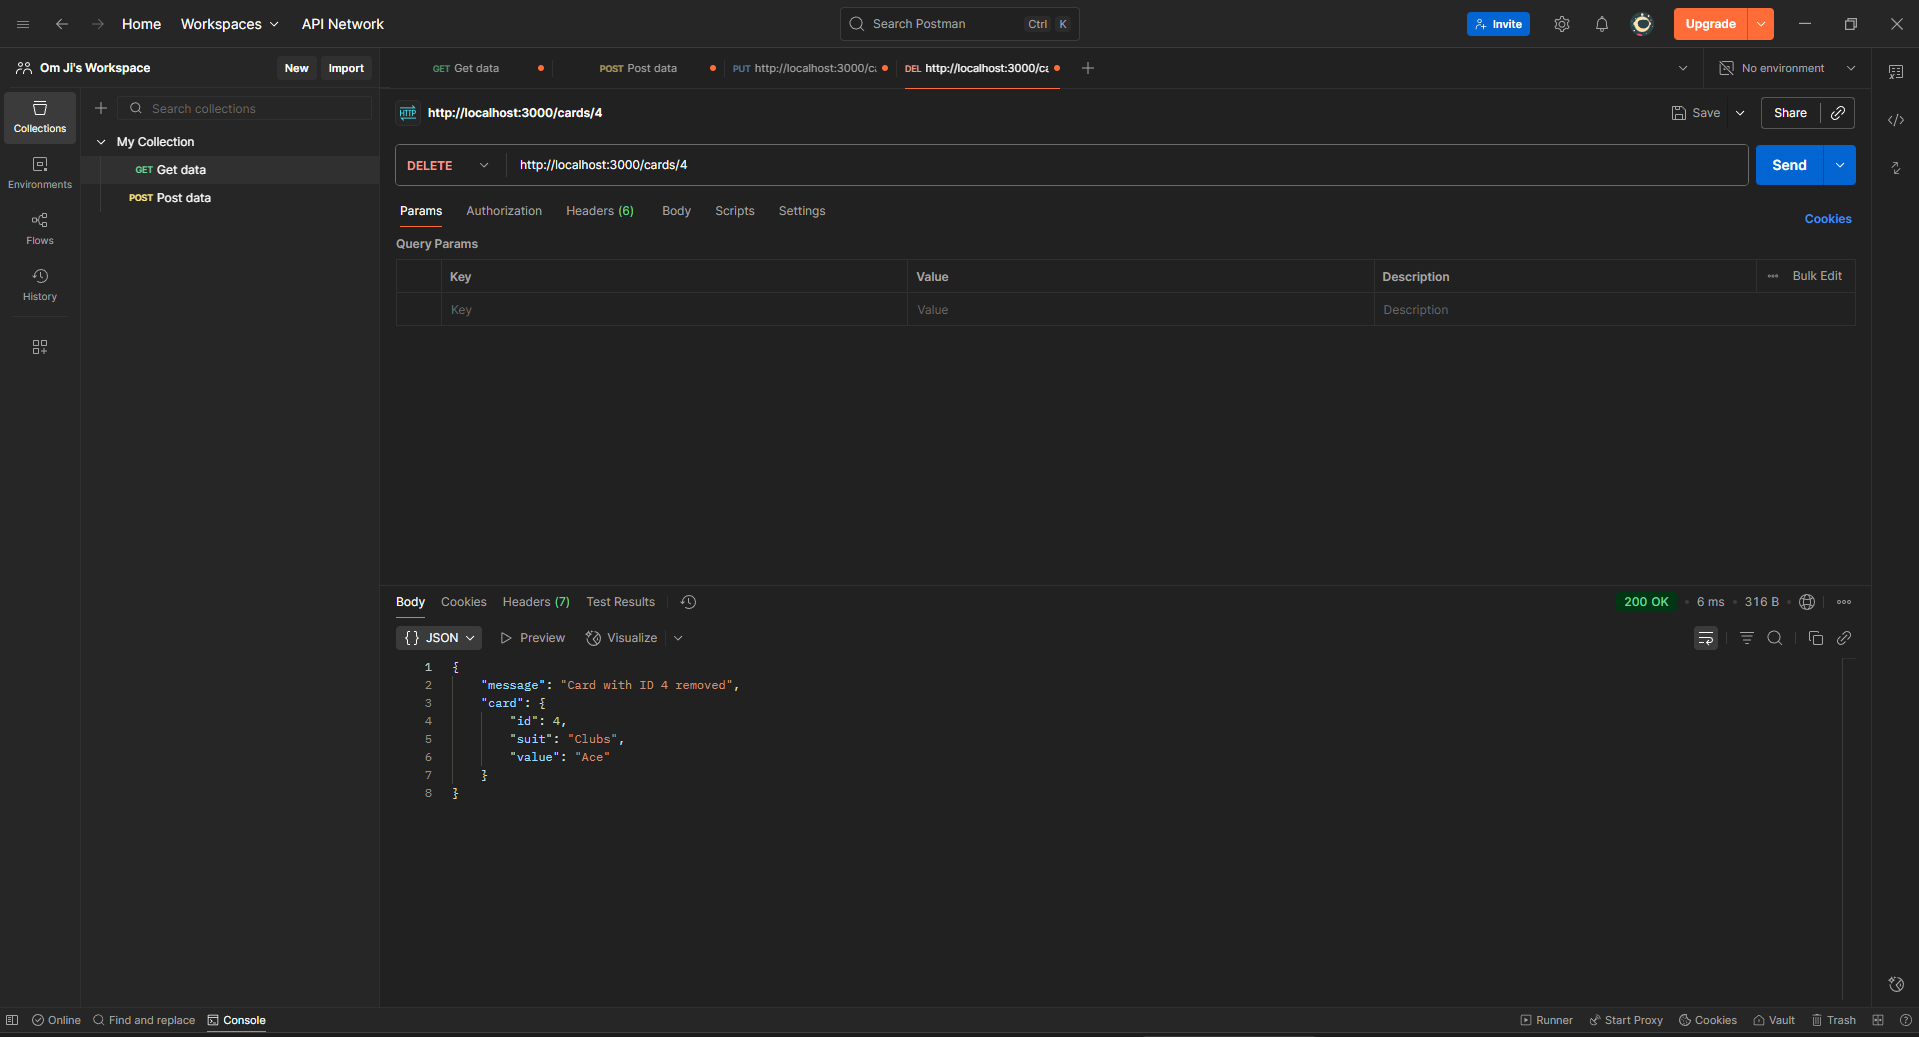 Home Workspaces API Network Search Postman Ctrl K Invite Upgrade
Om Ji's Workspace New Import GET Get data POST Post data PUT http://localhost:3000/ca DEL http://localhost:3000/ca No environment
Collections
Environments
Flows
History
Search collections
My Collection
GET Get data
POST Post data
HTTP http://localhost:3000/cards/4 Save Share
DELETE http://localhost:3000/cards/4 Send
Params Authorization Headers (6) Body Scripts Settings Cookies
Query Params
Key Value Description Bulk Edit
Key Value Description
Body Cookies Headers (7) Test Results 200 OK 6 ms 316 B
{ } JSON Preview Visualize
1 {
2 "message": "Card with ID 4 removed",
3 "card": {
4 "id": 4,
5 "suit": "Clubs",
6 "value": "Ace"
7 }
8 }
Online Find and replace Console Runner Start Proxy Cookies Vault Trash